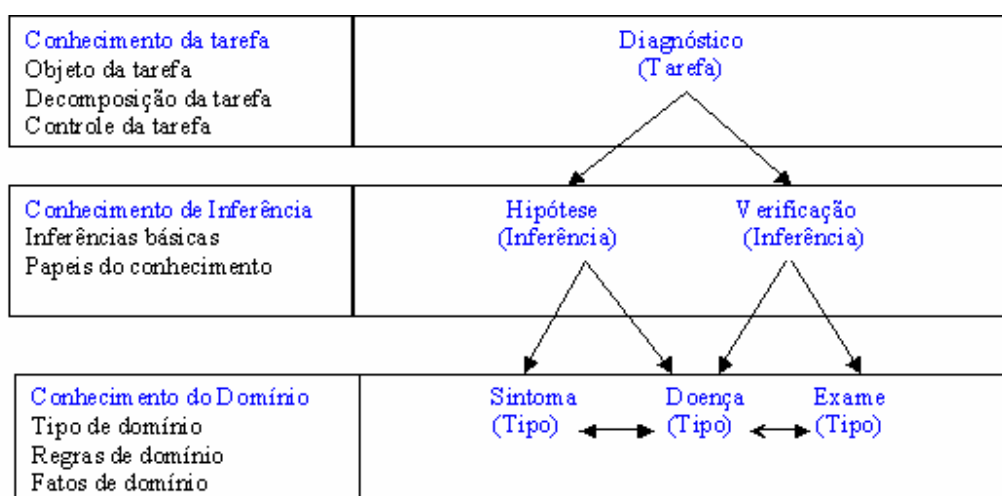 Conhecimento da tarefa
Objeto da tarefa
Decomposição da tarefa
Controle da tarefa
Diagnóstico
(Tarefa)
Conhecimento de Inferência
Inferências básicas
Papeis do conhecimento
Hipótese
(Inferência)
Verificação
(Inferência)
Conhecimento do Domínio
Tipo de domínio
Regras de domínio
Fatos de domínio
Sintoma
(Tipo)
Doença
(Tipo)
Exame
(Tipo)